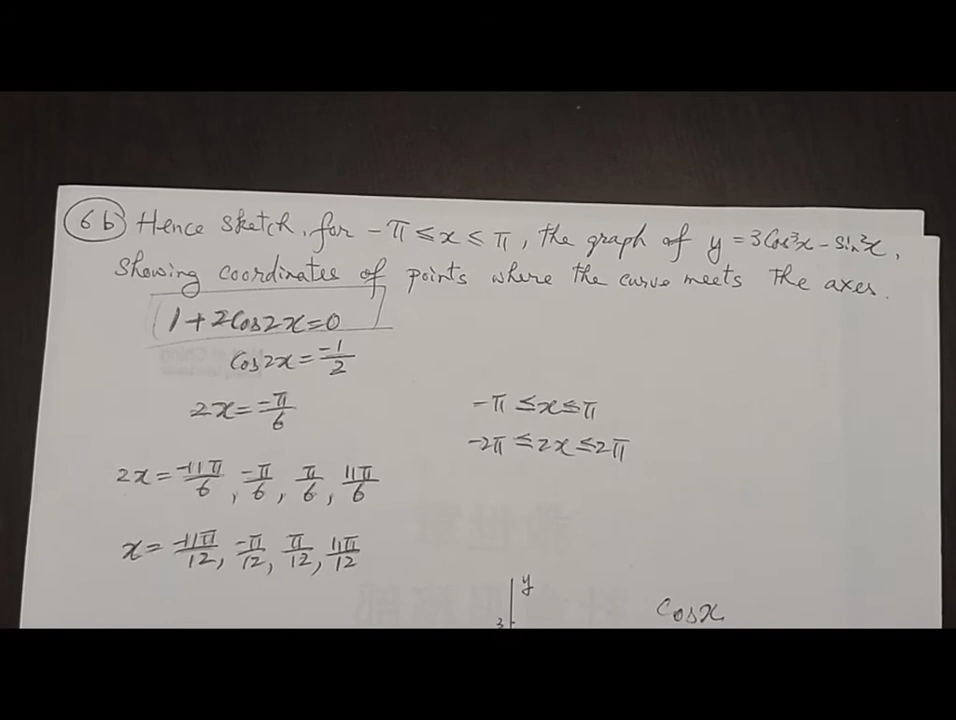 6b) Hence sketch, for -π ≤ x ≤ π, the graph of y = 3cos²x - sin²x,
showing coordinates of points where the curve meets the axes.
1 + 2cos2x = 0
cos2x = -1/2
2x = -π/6
-π ≤ x ≤ π
-2π ≤ 2x ≤ 2π
2x = -11π/6, -π/6, π/6, 11π/6
x = -11π/12, -π/12, π/12, 11π/12
y
3
cosx